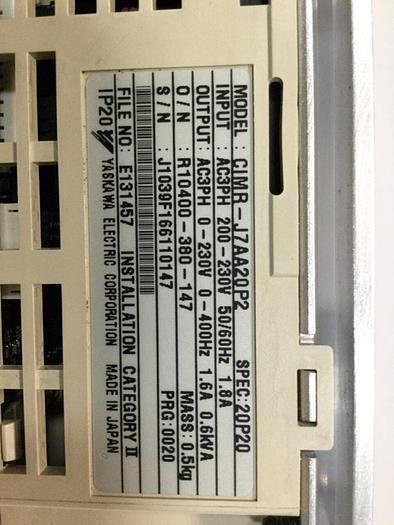 MODEL : CIMR-J7AA20P2 SPEC: 20P20
INPUT : AC3PH 200-230V 50/60Hz 1.8A
OUTPUT : AC3PH 0-230V 0-400Hz 1.6A 0.6kVA
O/N : R10400-380-147 MASS: 0.5kg
S/N : J1039F166110147 PRG: 0020
FILE NO: E131457 INSTALLATION CATEGORY II
IP20 YASKAWA ELECTRIC CORPORATION MADE IN JAPAN